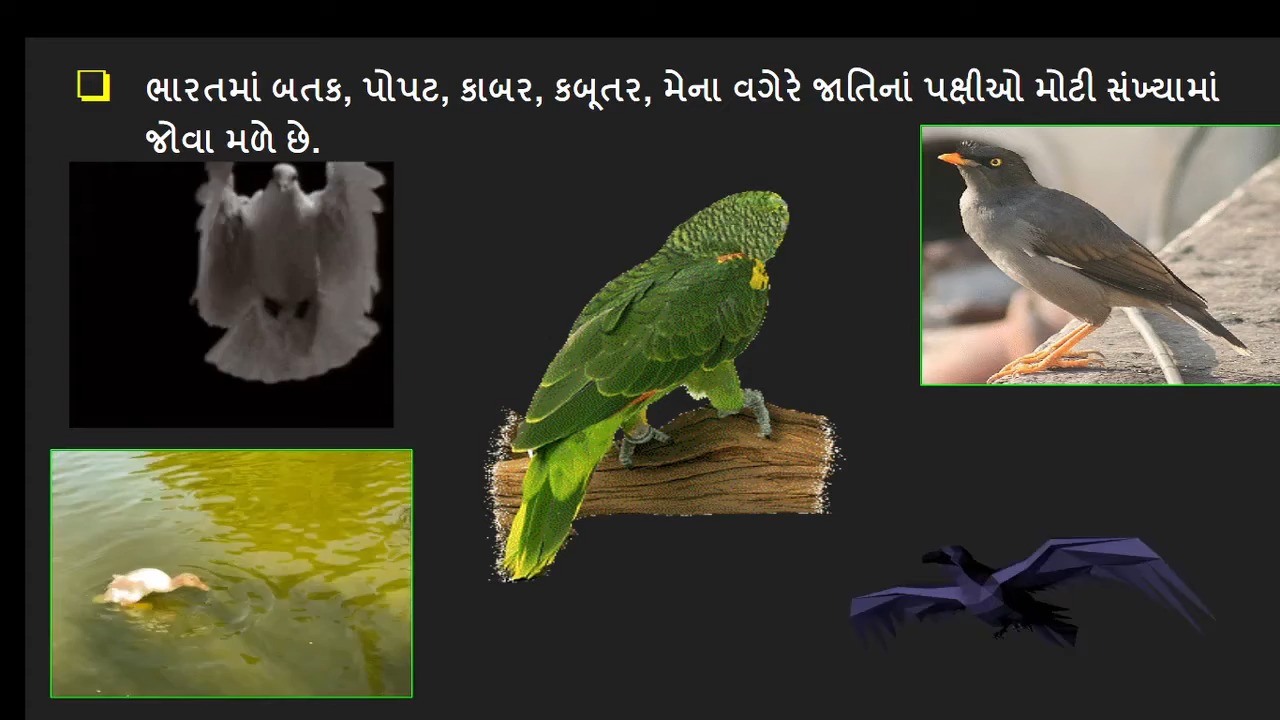 ભારતમાં બતક, પોપટ, કાબર, કબૂતર, મેના વગેરે જાતિનાં પક્ષીઓ મોટી સંખ્યામાં
જોવા મળે છે.